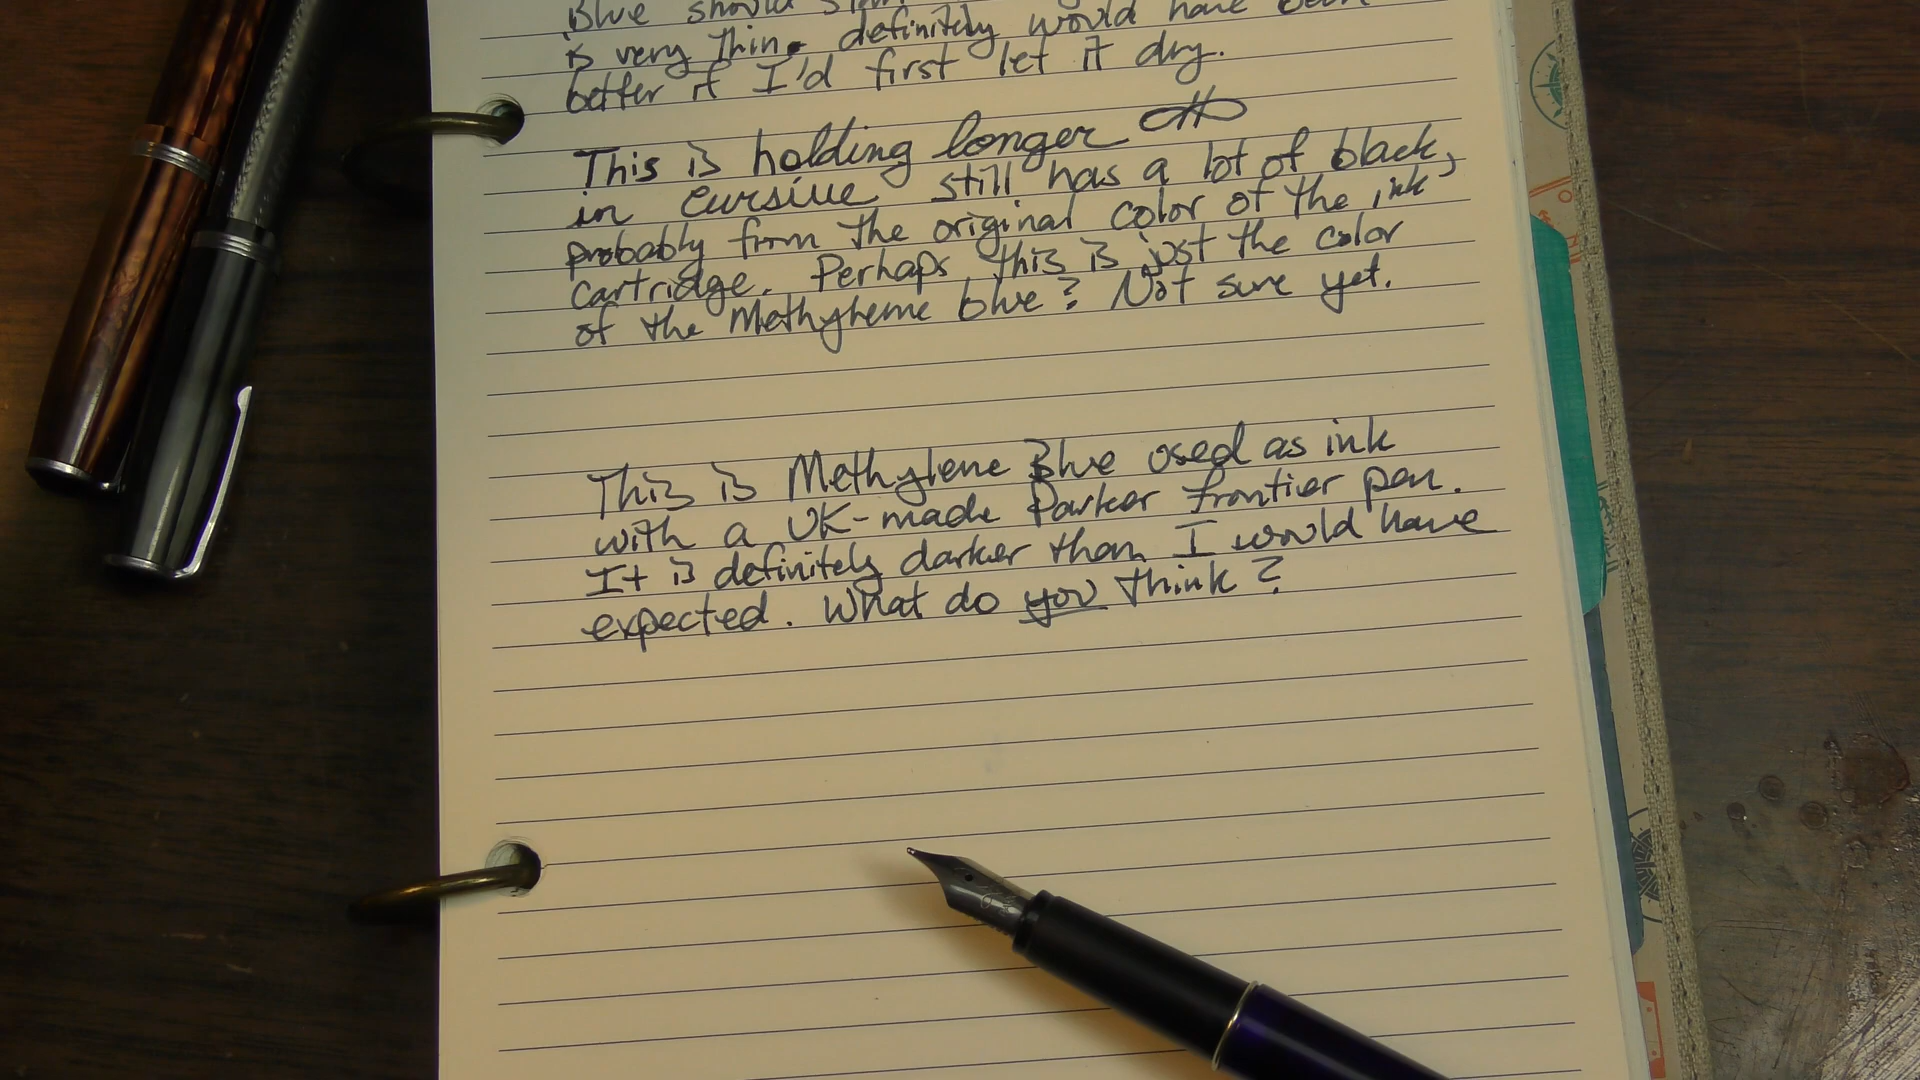 Blue should
is very thin. definitely would have been
better if I'd first let it dry.
This is holding longer
in cursive still has a lot of black,
probably from the original color of the ink
cartridge. Perhaps this is just the color
of the Methyleme blue? Not sure yet.
This is Methylene Blue used as ink
with a UK-made Parker Frontier pen.
It is definitely darker than I would have
expected. What do you think?